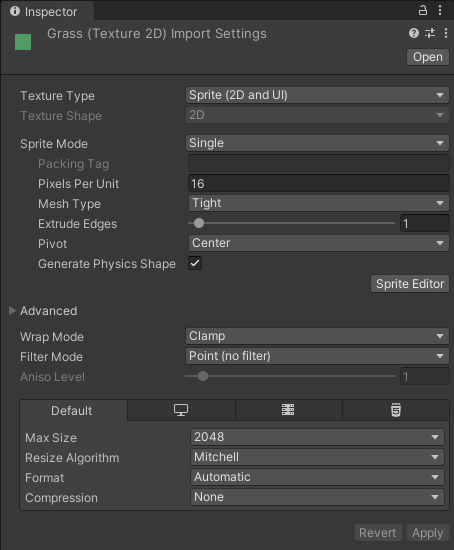 Inspector
Grass (Texture 2D) Import Settings
Open
Texture Type Sprite (2D and UI)
Texture Shape 2D
Sprite Mode Single
Packing Tag
Pixels Per Unit 16
Mesh Type Tight
Extrude Edges 1
Pivot Center
Generate Physics Shape
Sprite Editor
Advanced
Wrap Mode Clamp
Filter Mode Point (no filter)
Aniso Level 1
Default
Max Size 2048
Resize Algorithm Mitchell
Format Automatic
Compression None
Revert Apply